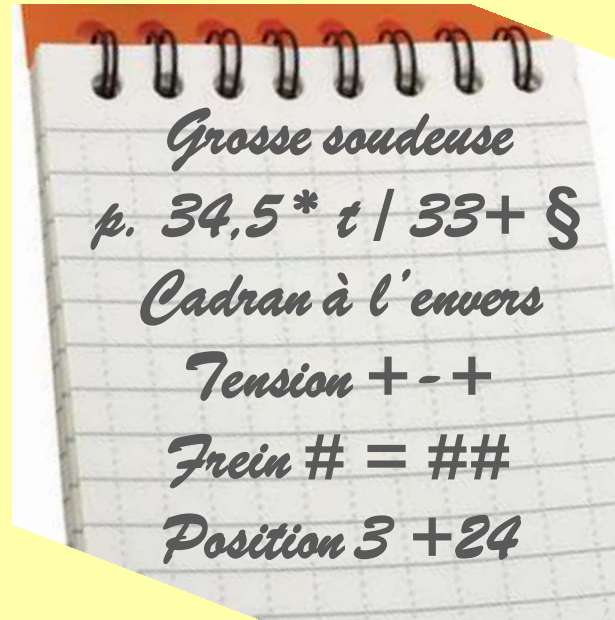 Grosse soudeuse
p. 34,5* t / 33+ §
Cadran à l'envers
Tension + - +
Frein # = ##
Position 3 +24